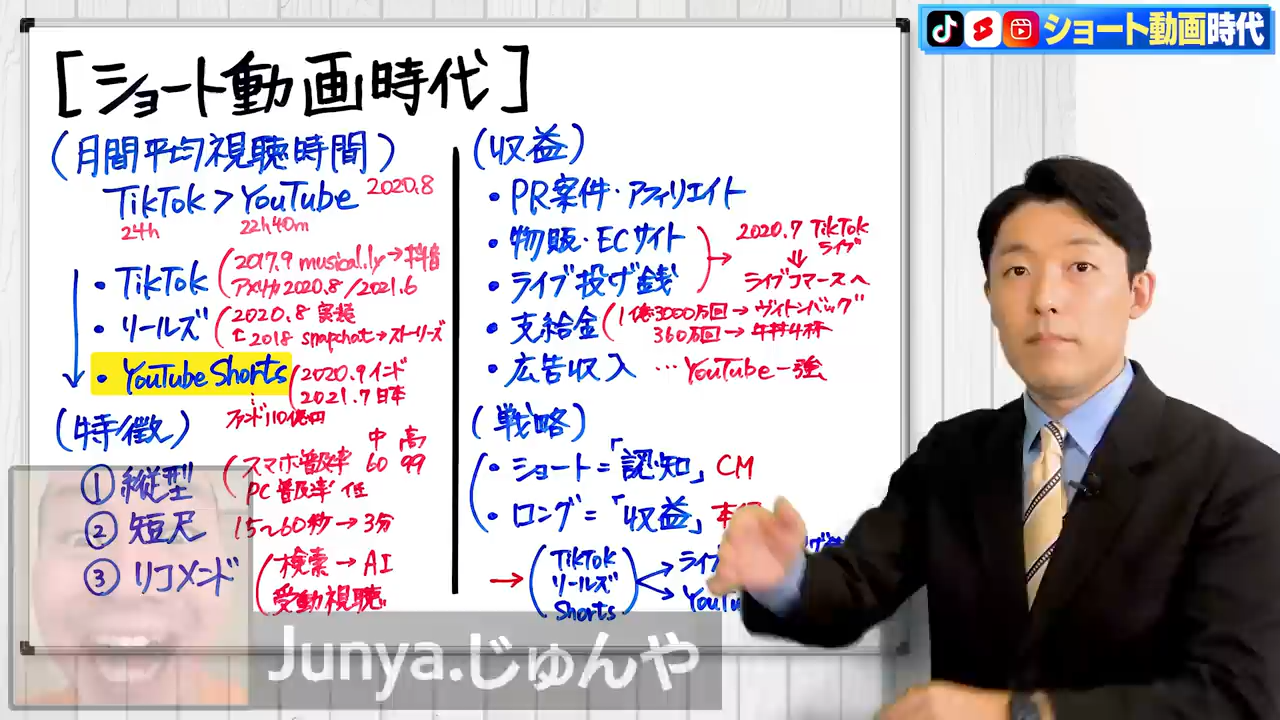 ショート動画時代
[ショート動画時代]
(月間平均視聴時間)
TikTok > YouTube 2020.8
24h 22h40m
・TikTok
(2017.9 musical.ly→抖音
アメリカ2020.8/2021.6
・リールズ
(2020.8 実装
2018 snapchat→ストーリーズ
・YouTube Shorts
(2020.9 インド
2021.7 日本
ファンド110億円
(特徴)
①縦型
中 高
(スマホ普及率 60 99
PC普及率 低
②短尺
15〜60秒→3分
③リコメンド
(検索→AI
受動視聴
(収益)
・PR案件・アフィリエイト
・物販・ECサイト
・ライブ投げ銭
2020.7 TikTok
ライブ
⇓
ライブコマースへ
・支給金
(1億3000万回→ヴィトンバッグ
360万回→牛丼4杯
・広告収入 …YouTube一強
(戦略)
・ショート=「認知」 CM
・ロング=「収益」
→(TikTok
リールズ
Shorts)
Junya.じゅんや